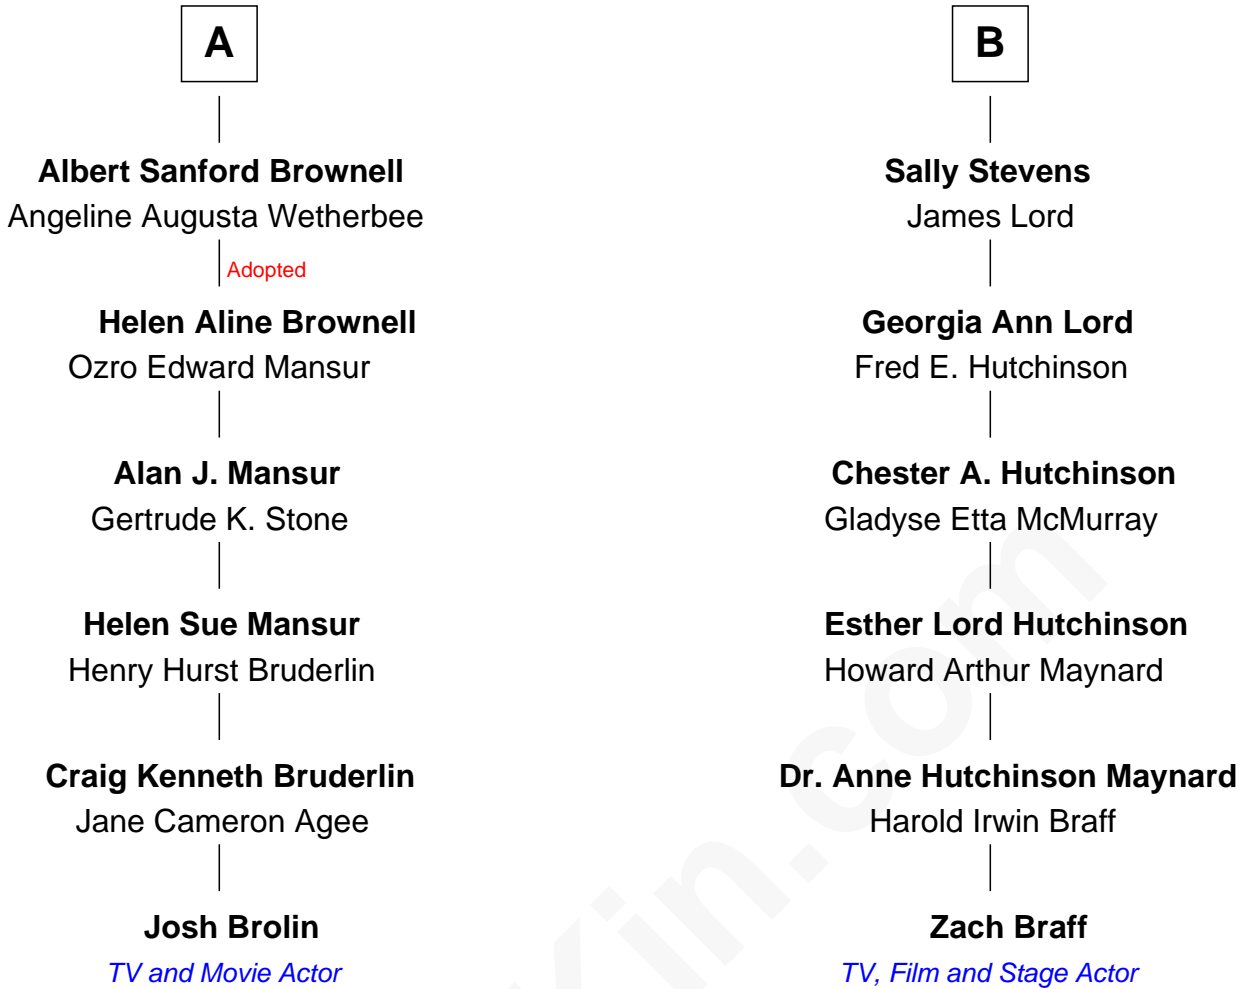 A
Albert Sanford Brownell
Angeline Augusta Wetherbee
Adopted
Helen Aline Brownell
Ozro Edward Mansur
Alan J. Mansur
Gertrude K. Stone
Helen Sue Mansur
Henry Hurst Bruderlin
Craig Kenneth Bruderlin
Jane Cameron Agee
Josh Brolin
TV and Movie Actor
B
Sally Stevens
James Lord
Georgia Ann Lord
Fred E. Hutchinson
Chester A. Hutchinson
Gladyse Etta McMurray
Esther Lord Hutchinson
Howard Arthur Maynard
Dr. Anne Hutchinson Maynard
Harold Irwin Braff
Zach Braff
TV, Film and Stage Actor
Kin.com